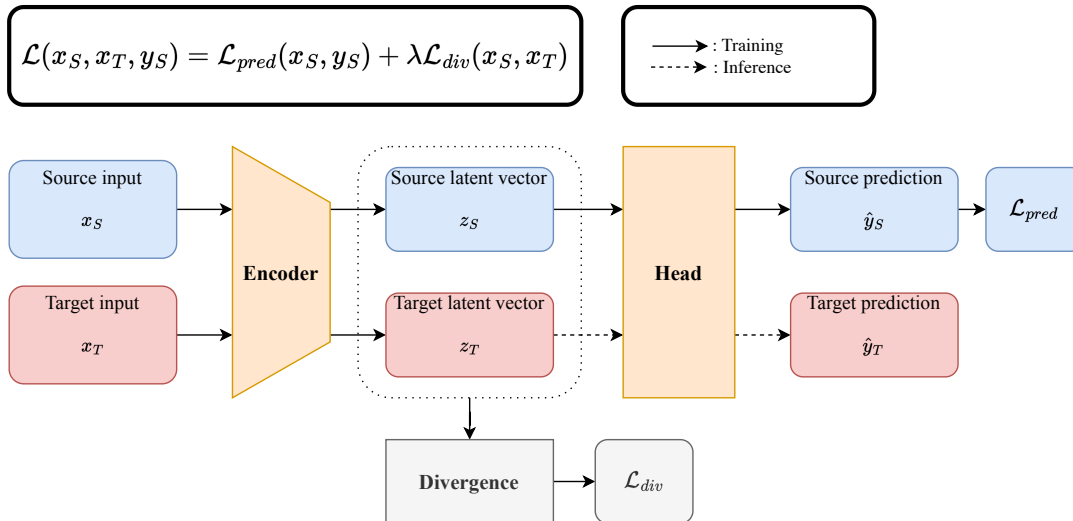 ℒ(x_S, x_T, y_S) = ℒ_pred(x_S, y_S) + λℒ_div(x_S, x_T)
: Training
: Inference
Source input
x_S
Source latent vector
z_S
Source prediction
ŷ_S
ℒ_pred
Encoder
Head
Target input
x_T
Target latent vector
z_T
Target prediction
ŷ_T
Divergence
ℒ_div